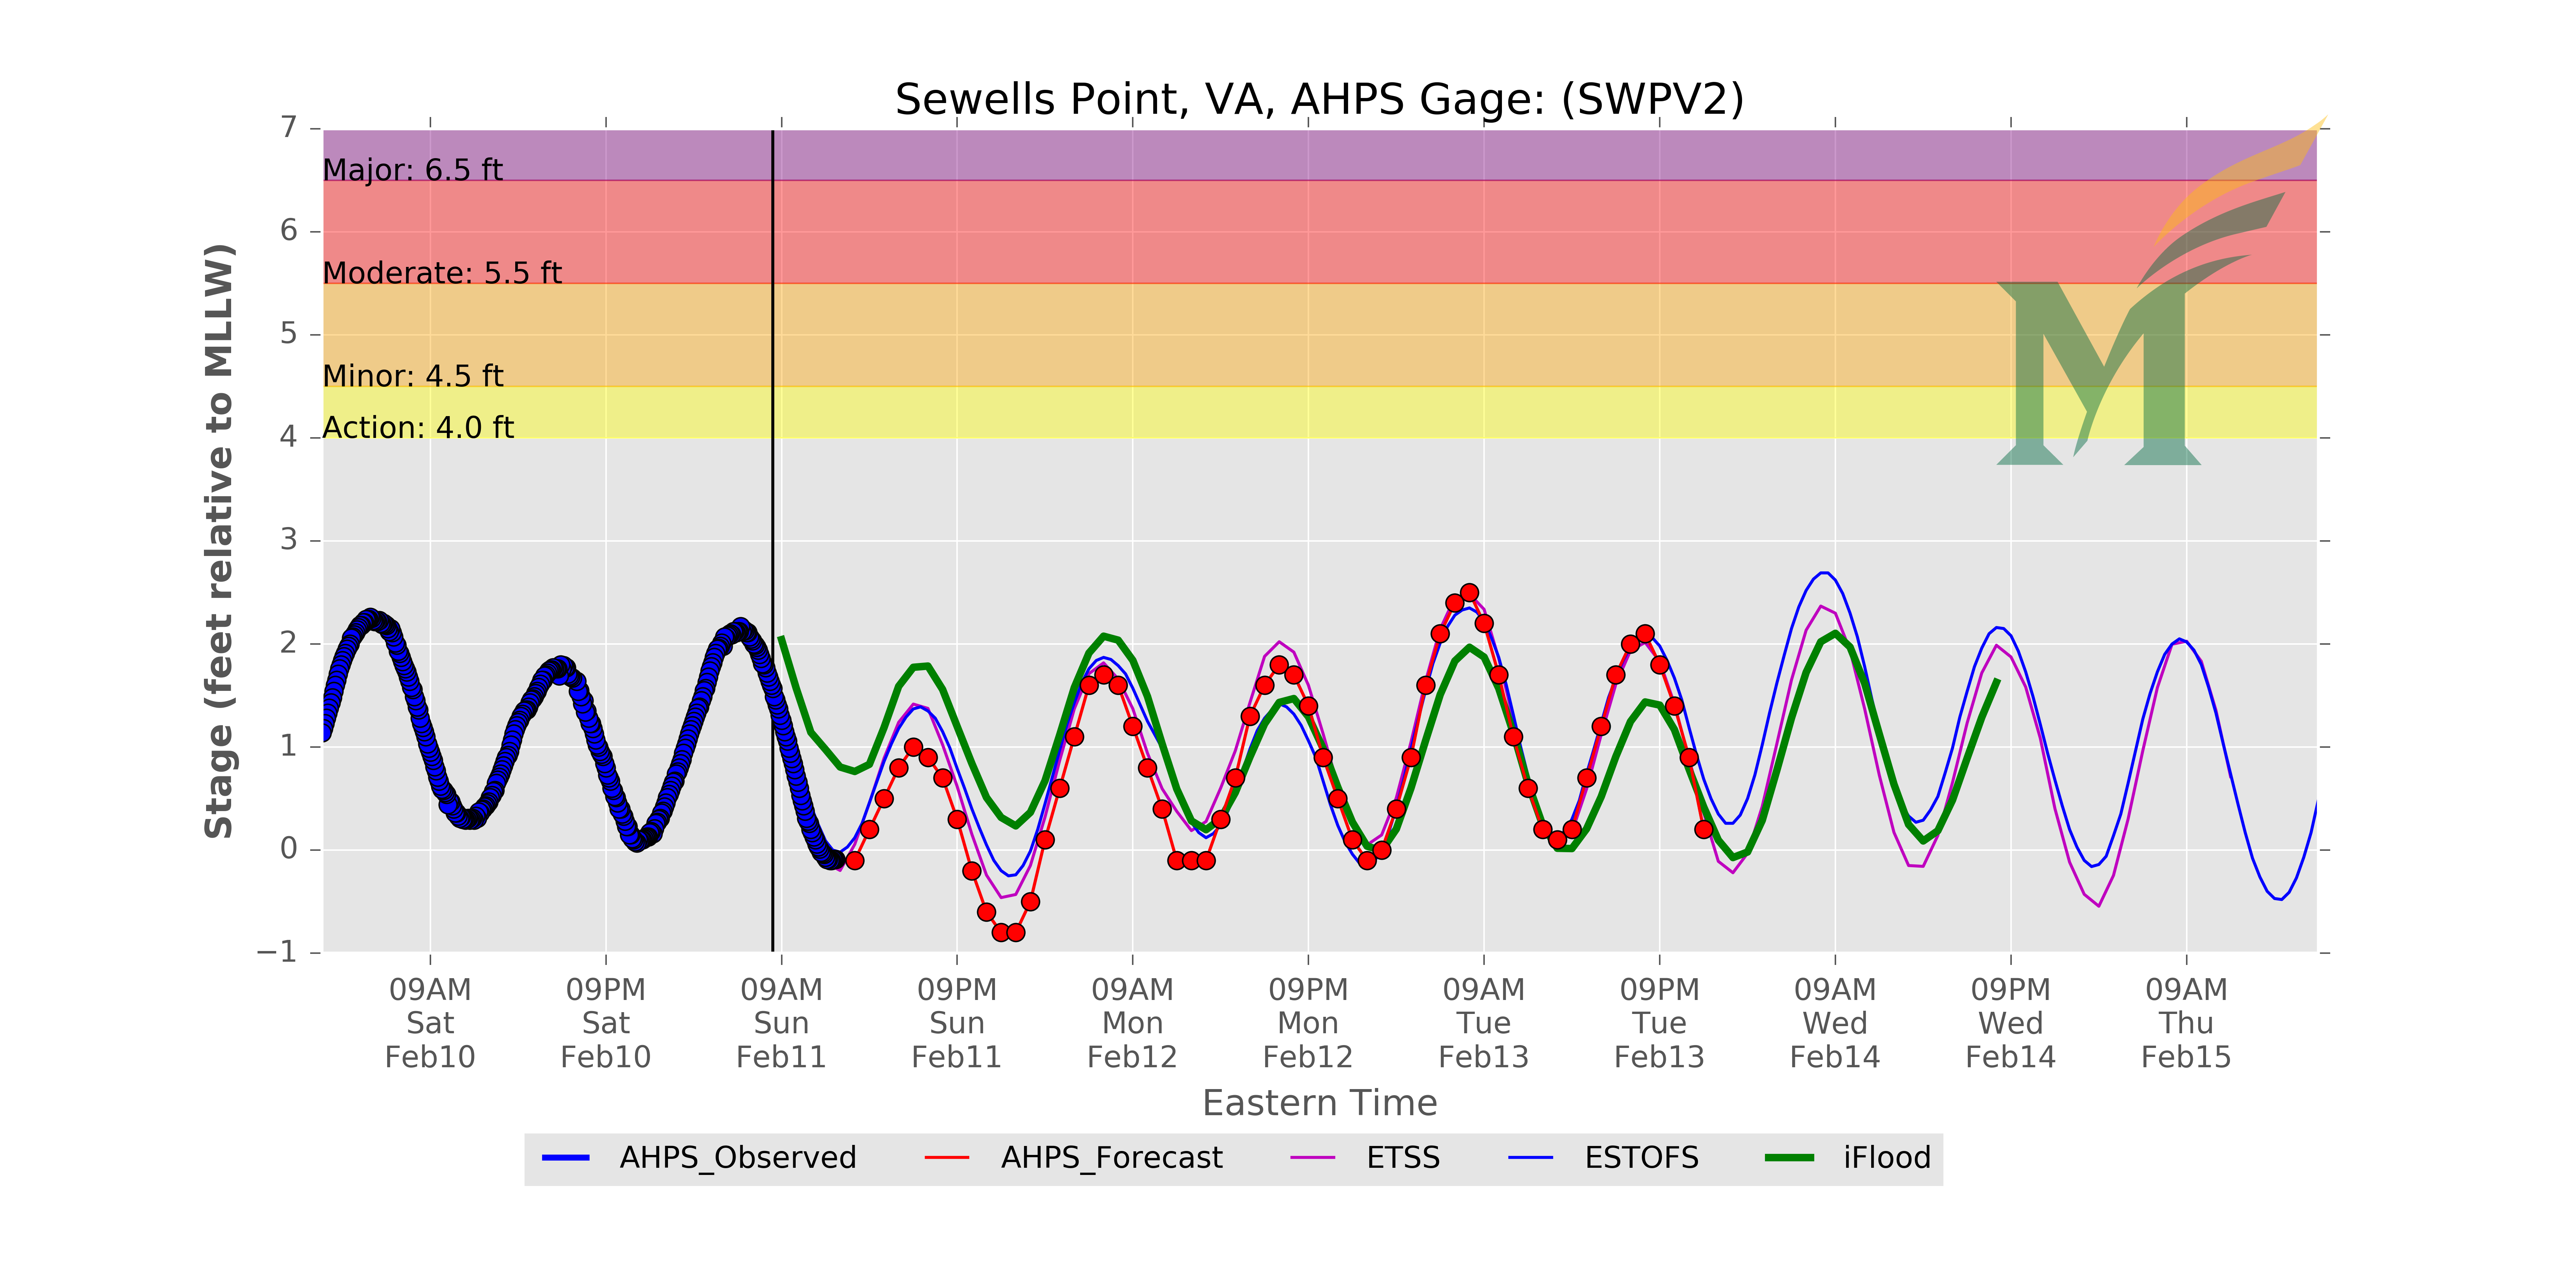 Sewells Point, VA, AHPS Gage: (SWPV2)
Stage (feet relative to MLLW)
7
6
5
4
3
2
1
0
−1
Major: 6.5 ft
Moderate: 5.5 ft
Minor: 4.5 ft
Action: 4.0 ft
09AM
Sat
Feb10
09PM
Sat
Feb10
09AM
Sun
Feb11
09PM
Sun
Feb11
09AM
Mon
Feb12
09PM
Mon
Feb12
09AM
Tue
Feb13
09PM
Tue
Feb13
09AM
Wed
Feb14
09PM
Wed
Feb14
09AM
Thu
Feb15
Eastern Time
AHPS_Observed
AHPS_Forecast
ETSS
ESTOFS
iFlood
M